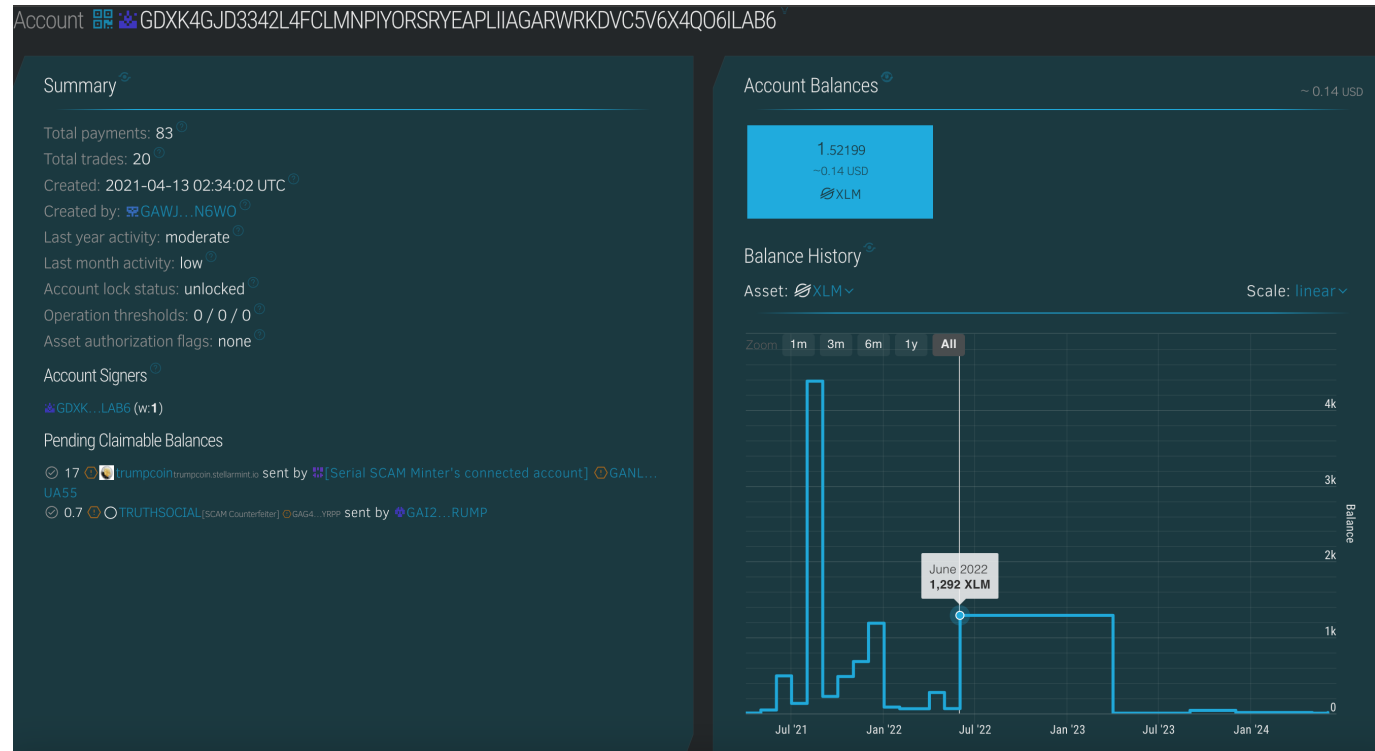 Account GDXK4GJD3342L4FCLMNPIYORSRYEAPLIIAGARWRKDVC5V6X4QO6ILAB6
Summary
Total payments: 83
Total trades: 20
Created: 2021-04-13 02:34:02 UTC
Created by: GAWJ...N6WO
Last year activity: moderate
Last month activity: low
Account lock status: unlocked
Operation thresholds: 0 / 0 / 0
Asset authorization flags: none
Account Signers
GDXK...LAB6 (w:1)
Pending Claimable Balances
17 trumpcoin trumpcoin.stellarmint.io sent by [Serial SCAM Minter's connected account] GANL...
UA55
0.7 TRUTHSOCIAL [SCAM Counterfeiter] GAG4...YRPP sent by GAI2...RUMP
Account Balances
~ 0.14 USD
1.52199
~0.14 USD
XLM
Balance History
Asset: XLM
Scale: linear
Zoom 1m 3m 6m 1y All
4k
3k
2k
1k
0
Balance
June 2022
1,292 XLM
Jul '21 Jan '22 Jul '22 Jan '23 Jul '23 Jan '24